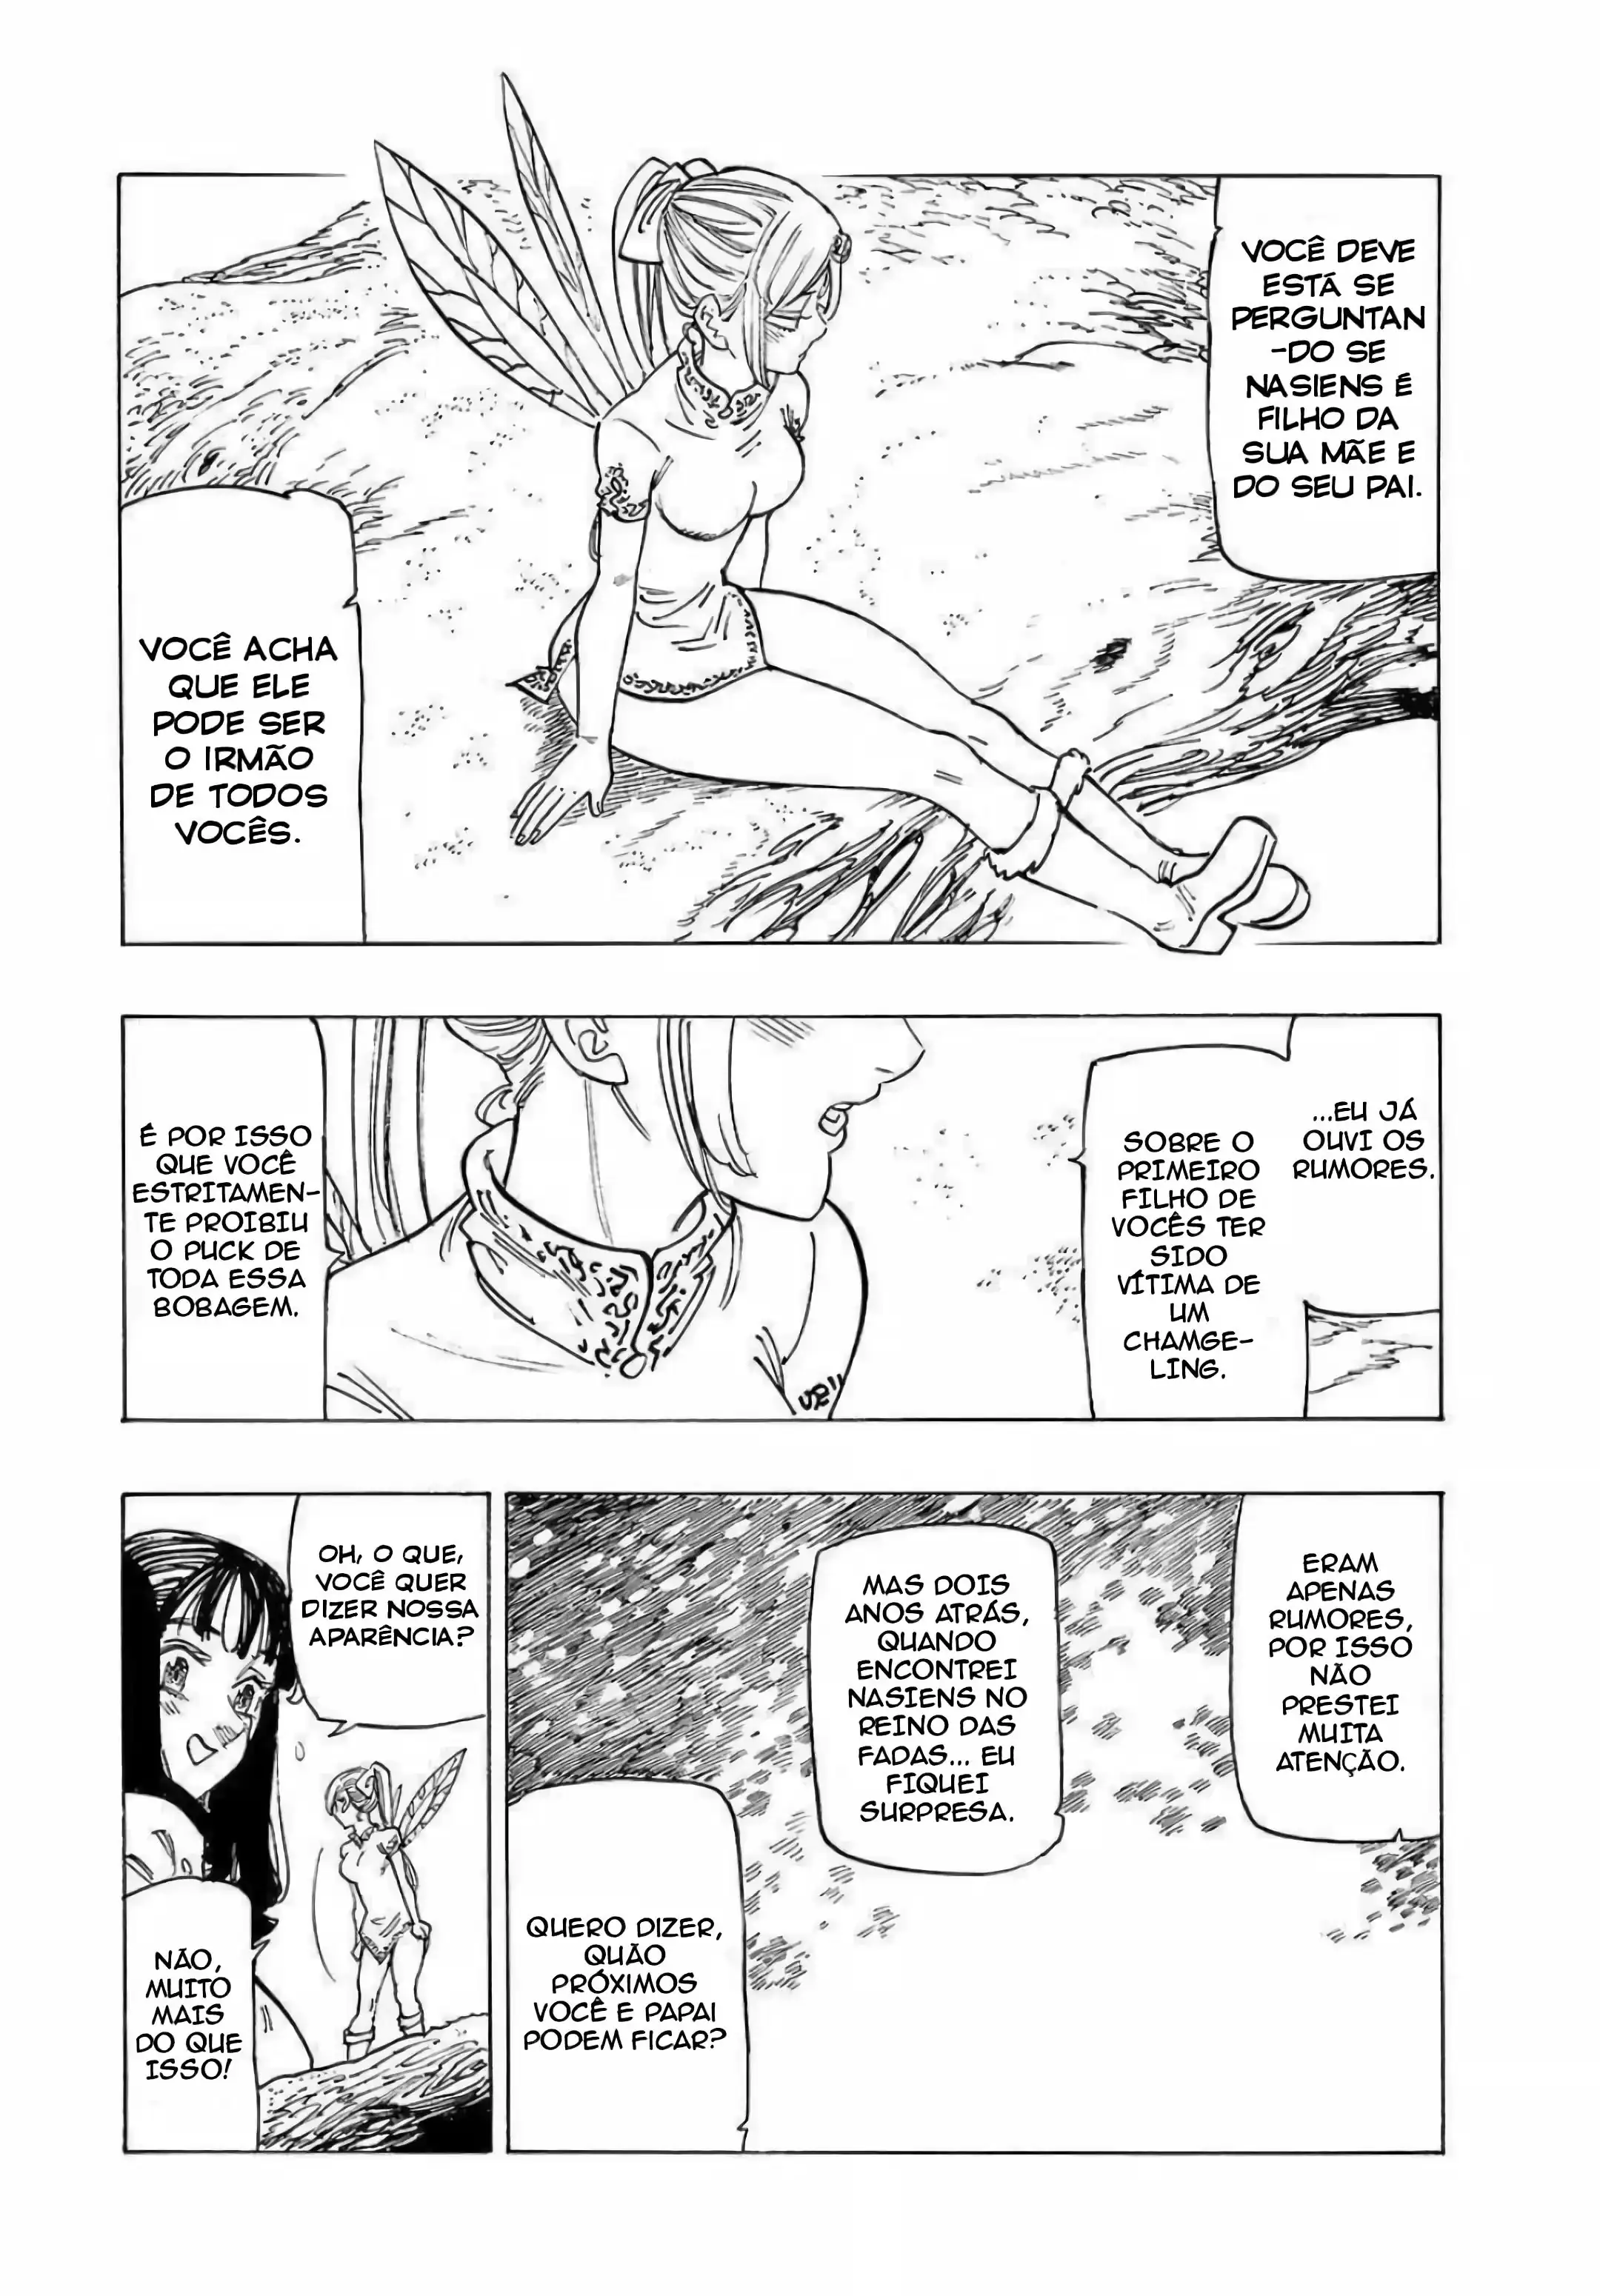 VOCÊ DEVE
ESTÁ SE
PERGUNTAN
-DO SE
NASIENS É
FILHO DA
SUA MÃE E
DO SEU PAI.
VOCÊ ACHA
QUE ELE
PODE SER
O IRMÃO
DE TODOS
VOCÊS.
...EU JÁ
OUVI OS
RUMORES.
SOBRE O
PRIMEIRO
FILHO DE
VOCÊS TER
SIDO
VÍTIMA DE
UM
CHAMGE-
LING.
É POR ISSO
QUE VOCÊ
ESTRITAMEN-
TE PROIBIU
O PUCK DE
TODA ESSA
BOBAGEM.
ERAM
APENAS
RUMORES,
POR ISSO
NÃO
PRESTEI
MUITA
ATENÇÃO.
MAS DOIS
ANOS ATRÁS,
QUANDO
ENCONTREI
NASIENS NO
REINO DAS
FADAS... EU
FIQUEI
SURPRESA.
QUERO DIZER,
QUÃO
PRÓXIMOS
VOCÊ E PAPAI
PODEM FICAR?
OH, O QUE,
VOCÊ QUER
DIZER NOSSA
APARÊNCIA?
NÃO,
MUITO
MAIS
DO QUE
ISSO!